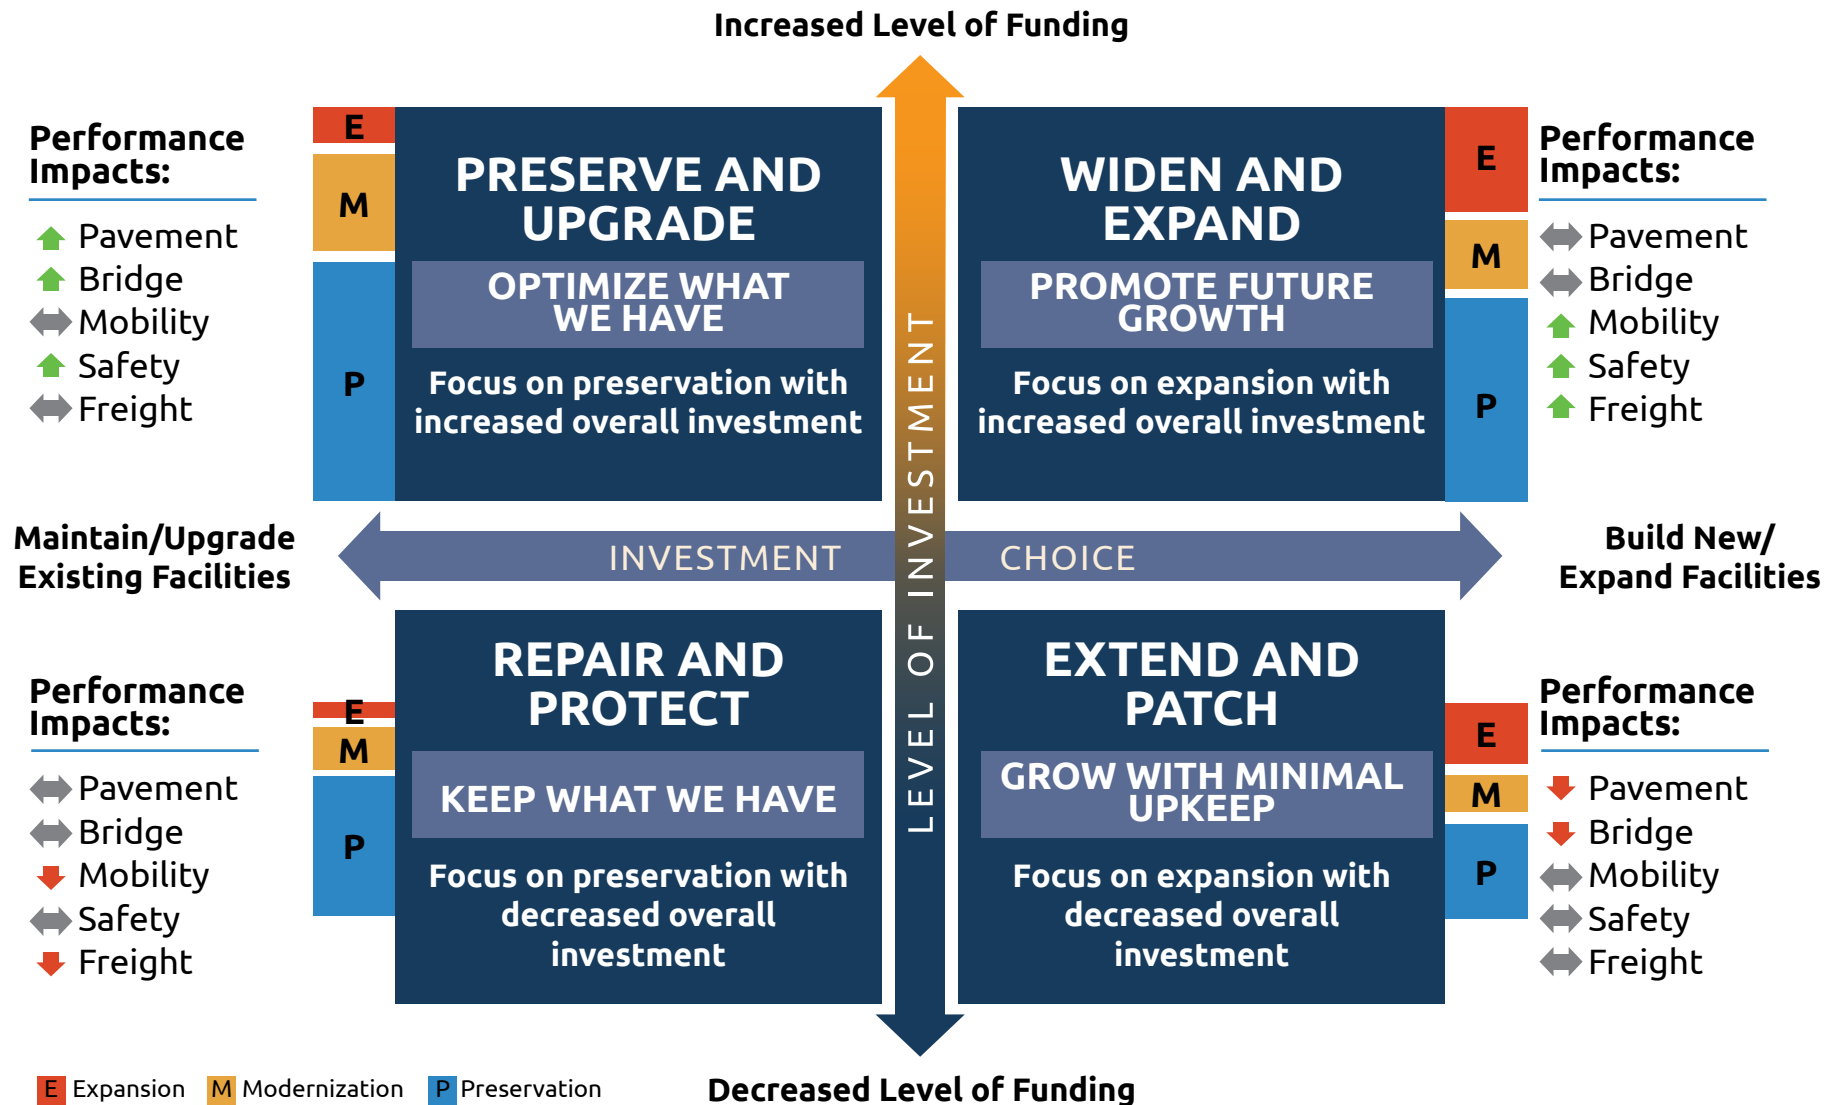 Increased Level of Funding
Performance
Impacts:
Pavement
Bridge
Mobility
Safety
Freight
E
M
P
PRESERVE AND
UPGRADE
OPTIMIZE WHAT
WE HAVE
Focus on preservation with
increased overall investment
WIDEN AND
EXPAND
PROMOTE FUTURE
GROWTH
Focus on expansion with
increased overall investment
E
M
P
Performance
Impacts:
Pavement
Bridge
Mobility
Safety
Freight
LEVEL OF INVESTMENT
Maintain/Upgrade
Existing Facilities
INVESTMENT CHOICE
Build New/
Expand Facilities
Performance
Impacts:
Pavement
Bridge
Mobility
Safety
Freight
E
M
P
REPAIR AND
PROTECT
KEEP WHAT WE HAVE
Focus on preservation with
decreased overall
investment
EXTEND AND
PATCH
GROW WITH MINIMAL
UPKEEP
Focus on expansion with
decreased overall
investment
E
M
P
Performance
Impacts:
Pavement
Bridge
Mobility
Safety
Freight
E Expansion M Modernization P Preservation
Decreased Level of Funding